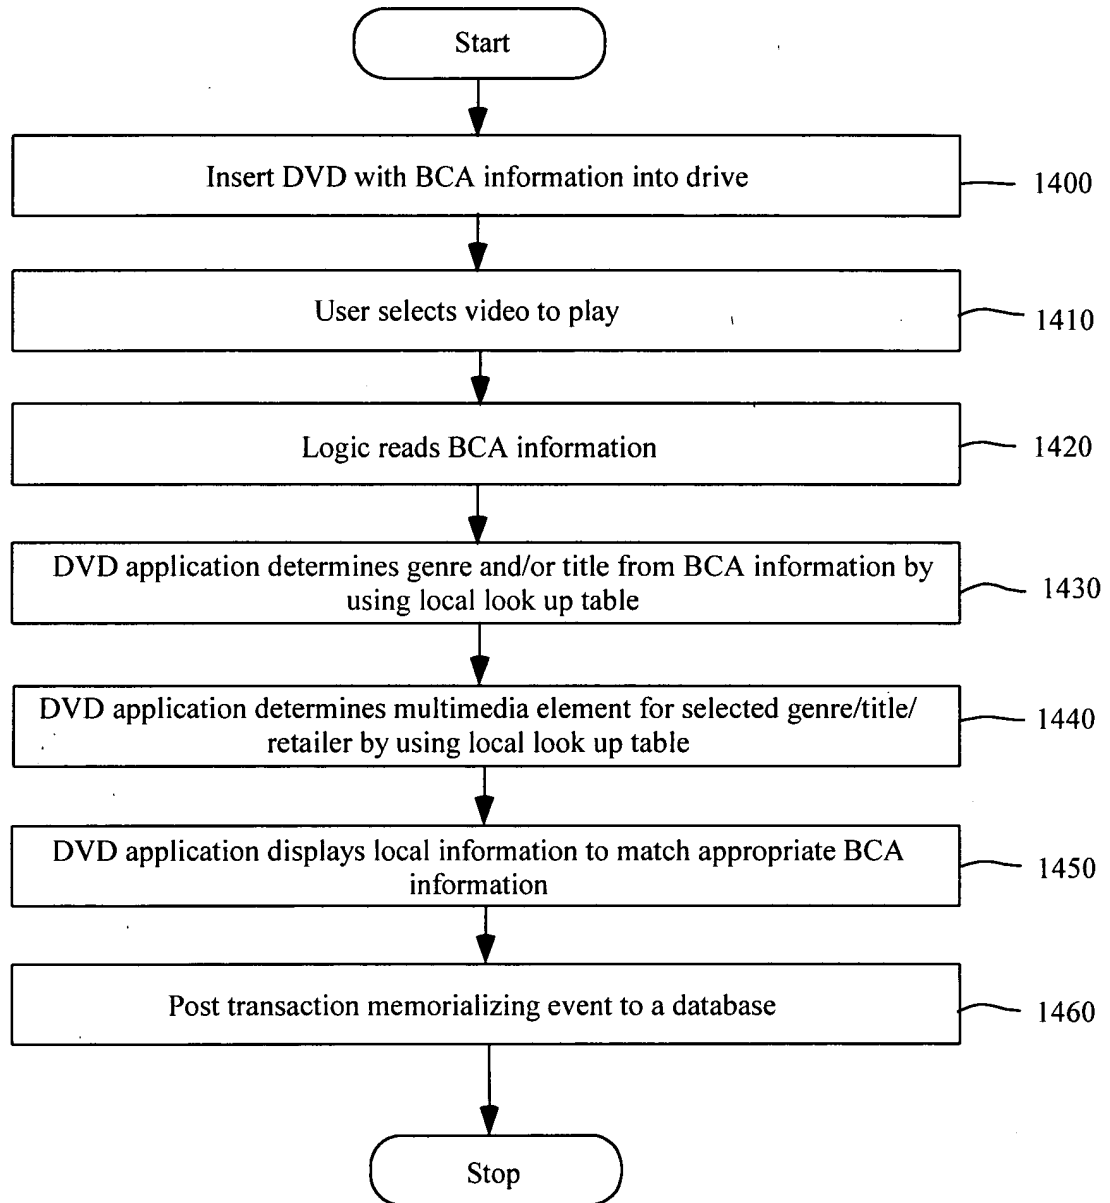 Start
Insert DVD with BCA information into drive
1400
User selects video to play
1410
Logic reads BCA information
1420
DVD application determines genre and/or title from BCA information by
using local look up table
1430
DVD application determines multimedia element for selected genre/title/
retailer by using local look up table
1440
DVD application displays local information to match appropriate BCA
information
1450
Post transaction memorializing event to a database
1460
Stop